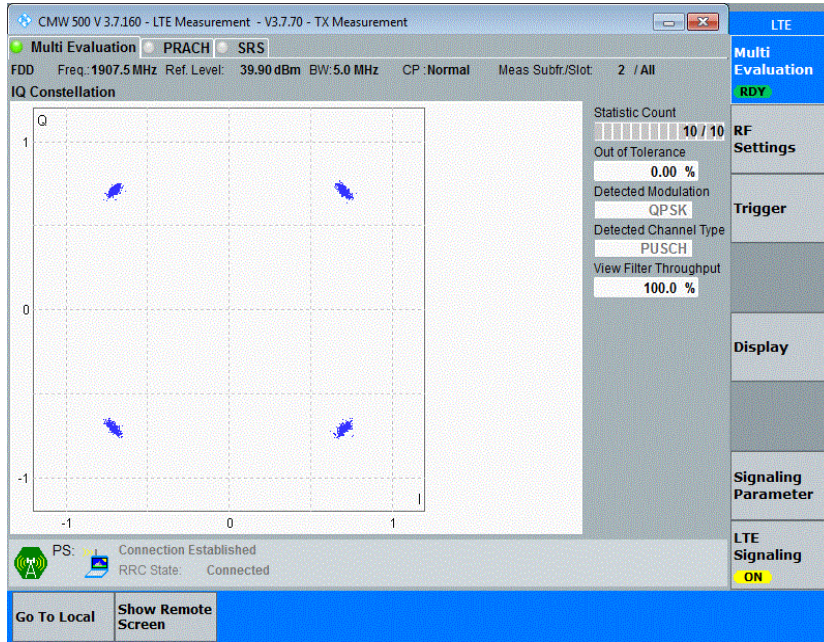 CMW 500 V 3.7.160 - LTE Measurement - V3.7.70 - TX Measurement
LTE
Multi Evaluation PRACH SRS
FDD Freq.: 1907.5 MHz Ref. Level: 39.90 dBm BW: 5.0 MHz CP : Normal Meas Subfr./Slot: 2 / All
IQ Constellation
Q
1
0
-1
I
-1 0 1
Statistic Count
10 / 10
Out of Tolerance
0.00 %
Detected Modulation
QPSK
Detected Channel Type
PUSCH
View Filter Throughput
100.0 %
Multi
Evaluation
RDY
RF
Settings
Trigger
Display
Signaling
Parameter
LTE
Signaling
ON
PS: Connection Established
RRC State: Connected
Go To Local
Show Remote
Screen